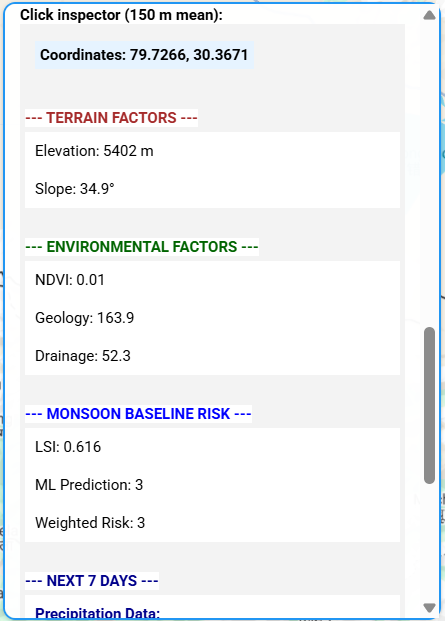 Click inspector (150 m mean):
Coordinates: 79.7266, 30.3671
--- TERRAIN FACTORS ---
Elevation: 5402 m
Slope: 34.9°
--- ENVIRONMENTAL FACTORS ---
NDVI: 0.01
Geology: 163.9
Drainage: 52.3
--- MONSOON BASELINE RISK ---
LSI: 0.616
ML Prediction: 3
Weighted Risk: 3
--- NEXT 7 DAYS ---
Precipitation Data: